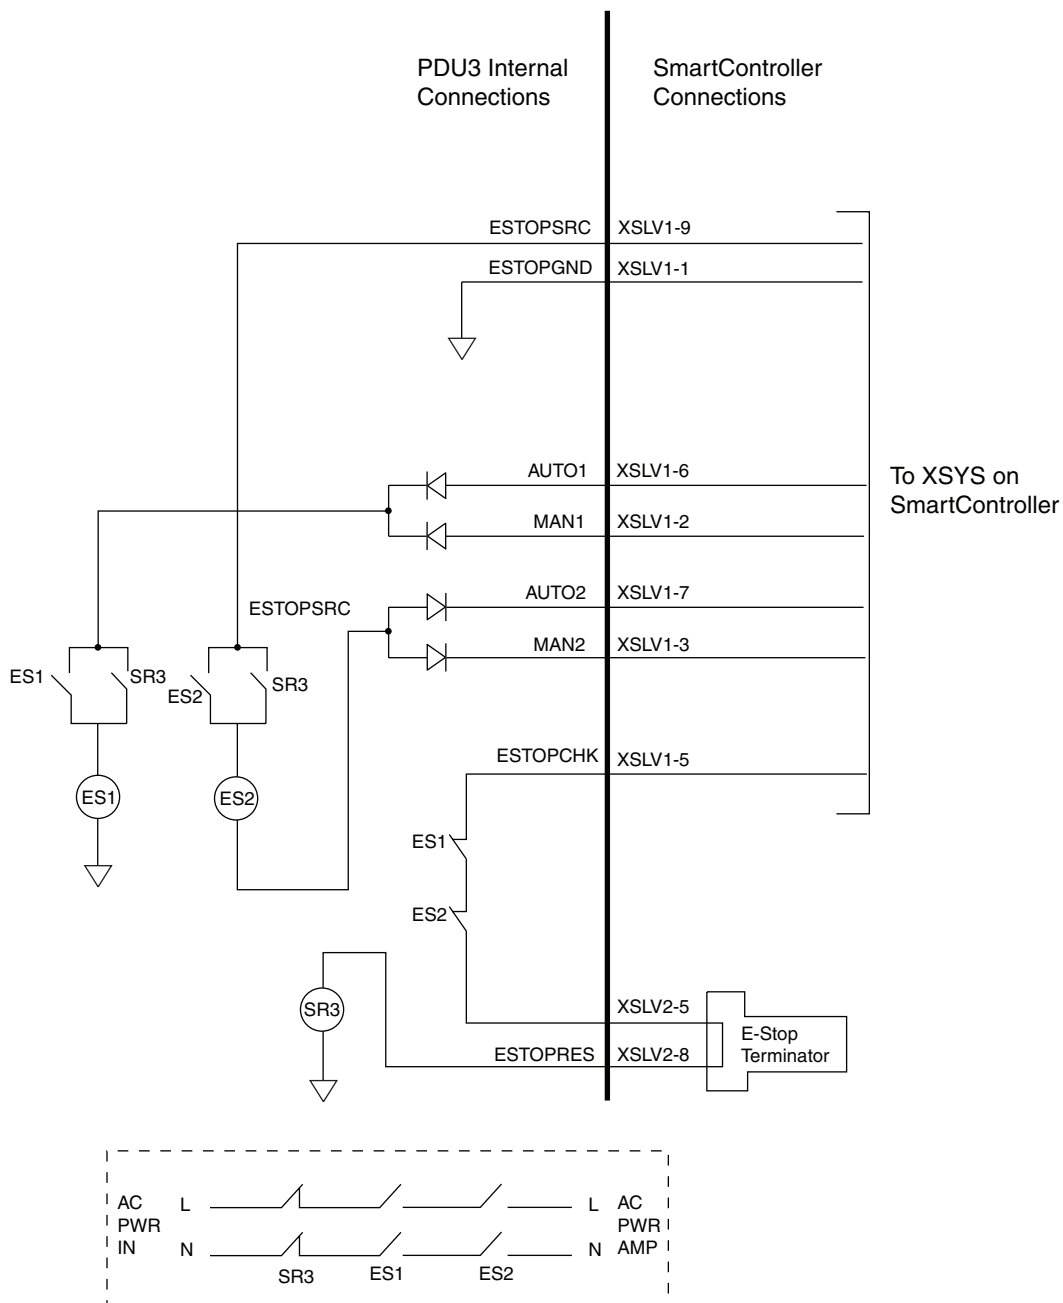 PDU3 Internal
Connections
SmartController
Connections
ESTOPSRC
XSLV1-9
ESTOPGND
XSLV1-1
AUTO1
XSLV1-6
MAN1
XSLV1-2
To XSYS on
SmartController
AUTO2
XSLV1-7
ESTOPSRC
MAN2
XSLV1-3
ES1
SR3
ES2
SR3
ESTOPCHK
XSLV1-5
ES1
ES2
ES1
ES2
SR3
XSLV2-5
ESTOPRES
XSLV2-8
E-Stop
Terminator
AC
PWR
IN
L
N
L
N
AC
PWR
AMP
SR3
ES1
ES2